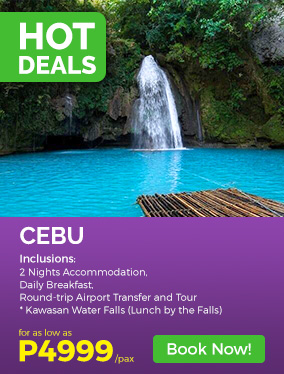 HOT
DEALS
CEBU
Inclusions:
2 Nights Accommodation,
Daily Breakfast,
Round-trip Airport Transfer and Tour
* Kawasan Water Falls (Lunch by the Falls)
for as low as
P4999/pax
Book Now!